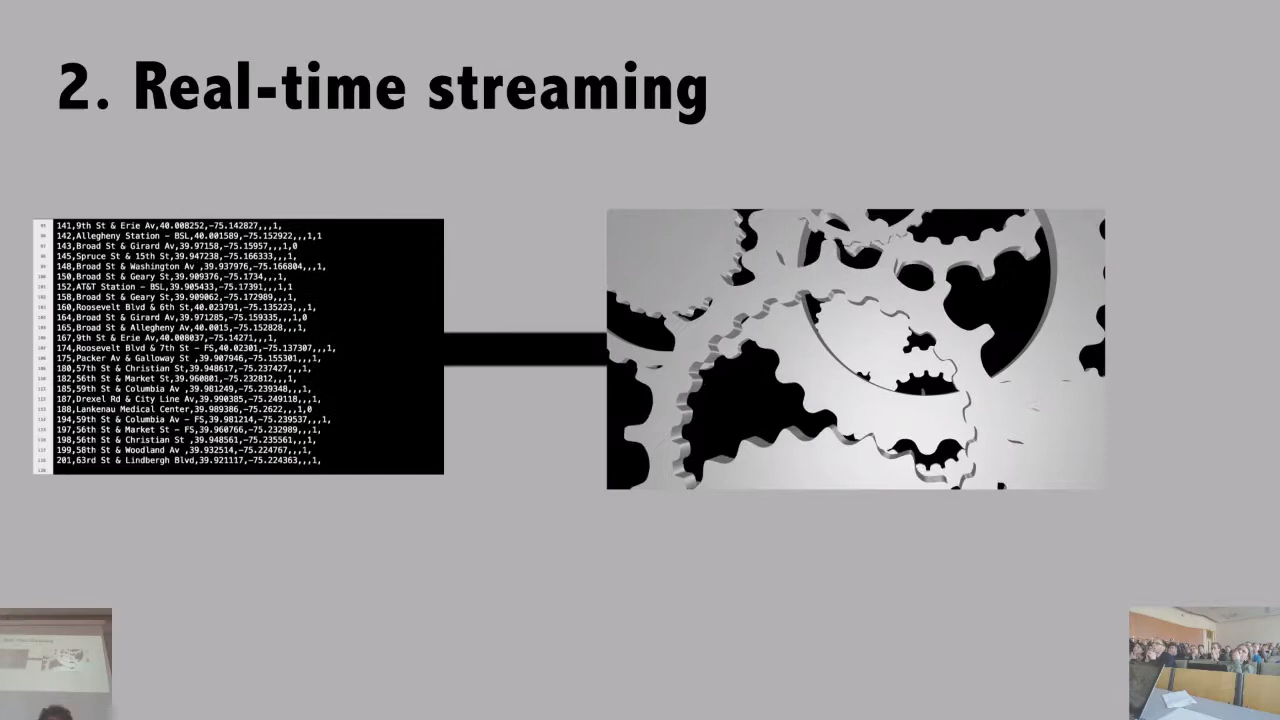 2. Real-time streaming
141,9th St & Erie Av,40.008252,-75.142827,,,1,
142,Allegheny Station - BSL,40.001589,-75.152922,,,1,1
143,Broad St & Girard Av,39.97158,-75.15957,,,1,0
145,Spruce St & 15th St,39.947238,-75.166333,,,1,
148,Broad St & Washington Av ,39.937976,-75.166804,,,1,
150,Broad St & Geary St,39.909376,-75.1734,,,1,
152,AT&T Station - BSL,39.905433,-75.17391,,,1,1
158,Broad St & Geary St,39.909062,-75.172989,,,1,
160,Roosevelt Blvd & 6th St,40.023791,-75.135223,,,1,
164,Broad St & Girard Av,39.971285,-75.159335,,,1,0
165,Broad St & Allegheny Av,40.0015,-75.152828,,,1,
167,9th St & Erie Av,40.008037,-75.14271,,,1,
174,Roosevelt Blvd & 7th St - FS,40.02301,-75.137307,,,1,
175,Packer Av & Galloway St ,39.907946,-75.155301,,,1,
180,57th St & Christian St,39.948617,-75.237427,,,1,
182,56th St & Market St,39.960801,-75.232812,,,1,
185,59th St & Columbia Av ,39.981249,-75.239348,,,1,
187,Drexel Rd & City Line Av,39.990385,-75.249118,,,1,
188,Lankenau Medical Center,39.989386,-75.2622,,,1,0
194,59th St & Columbia Av - FS,39.981214,-75.239537,,,1,
197,56th St & Market St - FS,39.960766,-75.232989,,,1,
198,56th St & Christian St ,39.948561,-75.235561,,,1,
199,58th St & Woodland Av ,39.932514,-75.224767,,,1,
201,63rd St & Lindbergh Blvd,39.921117,-75.224363,,,1,